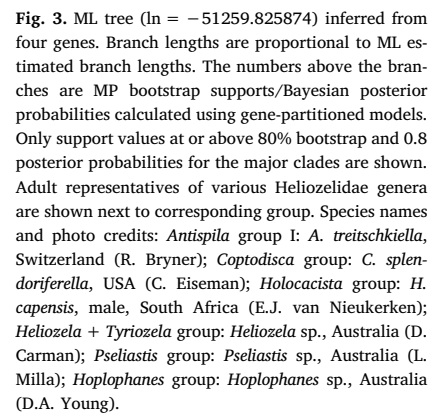 Fig. 3. ML tree (ln = −51259.825874) inferred from
four genes. Branch lengths are proportional to ML es-
timated branch lengths. The numbers above the bran-
ches are MP bootstrap supports/Bayesian posterior
probabilities calculated using gene-partitioned models.
Only support values at or above 80% bootstrap and 0.8
posterior probabilities for the major clades are shown.
Adult representatives of various Heliozelidae genera
are shown next to corresponding group. Species names
and photo credits: Antispila group I: A. treitschkiella,
Switzerland (R. Bryner); Coptodisca group: C. splen-
doriferella, USA (C. Eiseman); Holocacista group: H.
capensis, male, South Africa (E.J. van Nieukerken);
Heliozela + Tyriozela group: Heliozela sp., Australia (D.
Carman); Pseliastis group: Pseliastis sp., Australia (L.
Milla); Hoplophanes group: Hoplophanes sp., Australia
(D.A. Young).